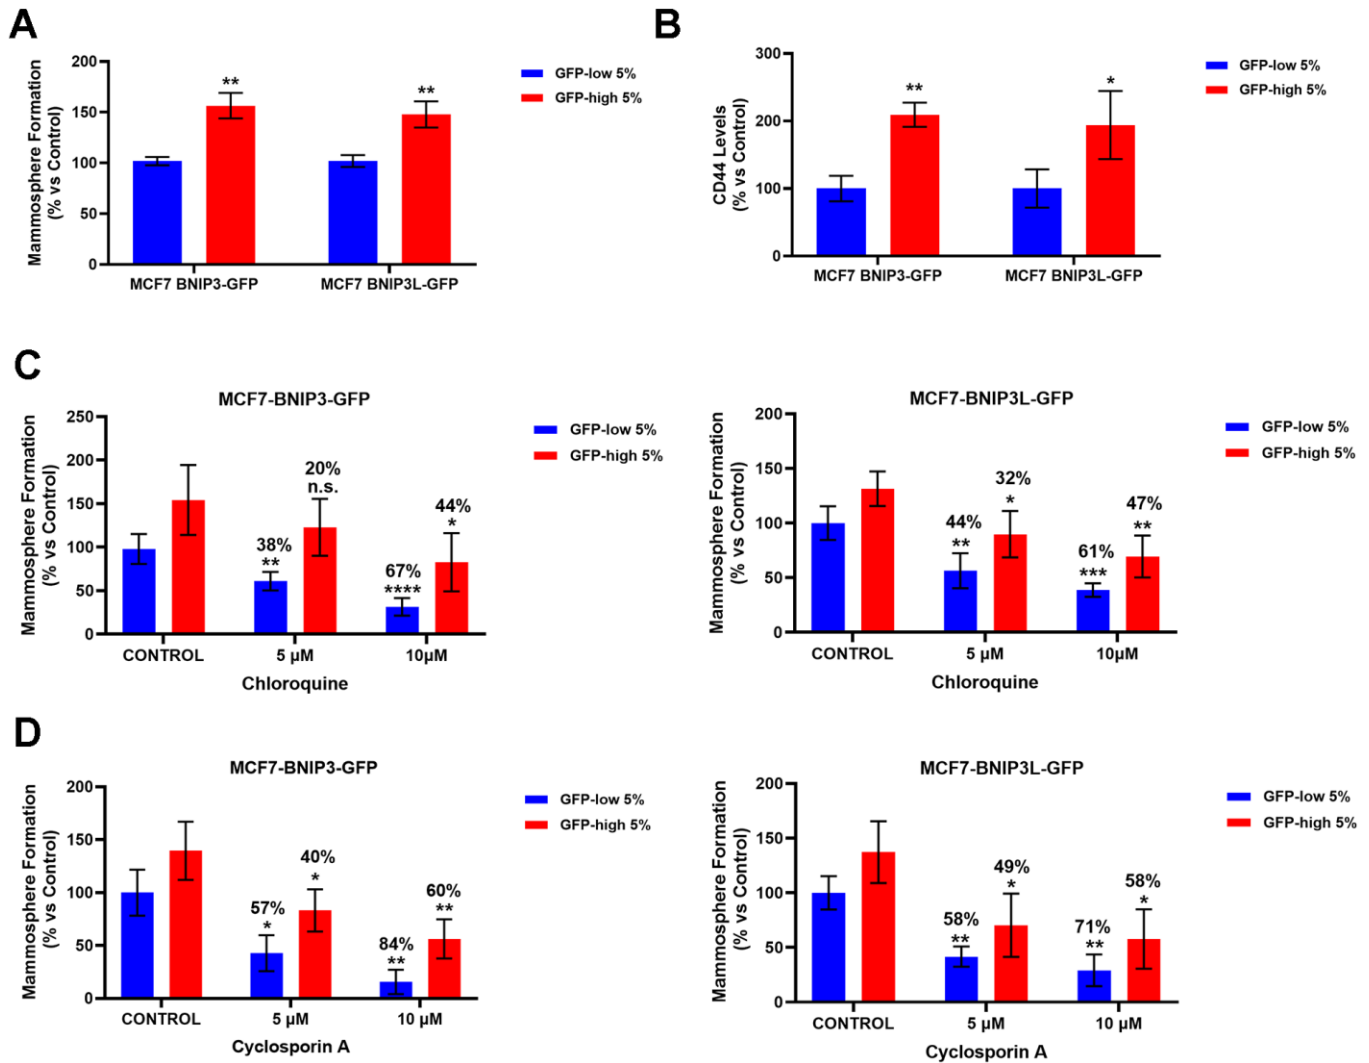 A
Mammosphere Formation
(% vs Control)
200
150
100
50
0
**
**
MCF7 BNIP3-GFP
MCF7 BNIP3L-GFP
GFP-low 5%
GFP-high 5%
B
CD44 Levels
(% vs Control)
300
200
100
0
**
*
MCF7 BNIP3-GFP
MCF7 BNIP3L-GFP
GFP-low 5%
GFP-high 5%
C
MCF7-BNIP3-GFP
Mammosphere Formation
(% vs Control)
250
200
150
100
50
0
38%
**
20%
n.s.
67%
****
44%
*
CONTROL
5 µM
10µM
Chloroquine
GFP-low 5%
GFP-high 5%
MCF7-BNIP3L-GFP
Mammosphere Formation
(% vs Control)
200
150
100
50
0
44%
**
32%
*
61%
***
47%
**
CONTROL
5 µM
10µM
Chloroquine
GFP-low 5%
GFP-high 5%
D
MCF7-BNIP3-GFP
Mammosphere Formation
(% vs Control)
200
150
100
50
0
57%
*
40%
*
84%
**
60%
**
CONTROL
5 µM
10 µM
Cyclosporin A
GFP-low 5%
GFP-high 5%
MCF7-BNIP3L-GFP
Mammosphere Formation
(% vs Control)
200
150
100
50
0
58%
**
49%
*
71%
**
58%
*
CONTROL
5 µM
10 µM
Cyclosporin A
GFP-low 5%
GFP-high 5%